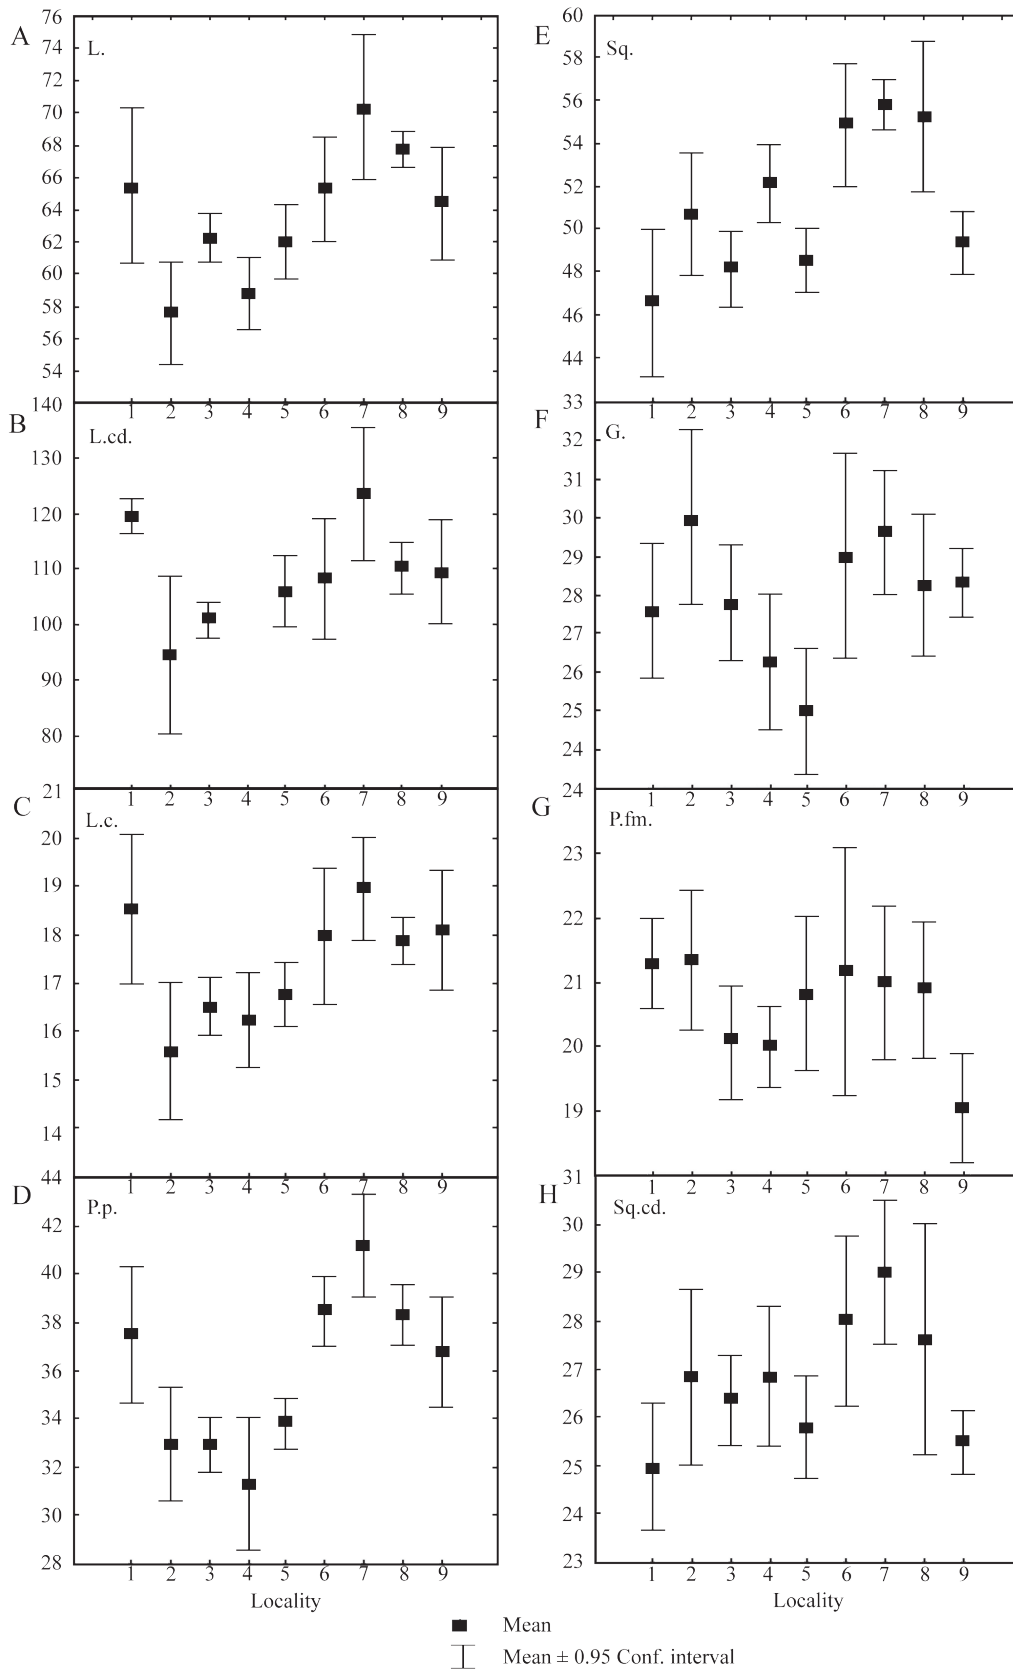 A
L.
76
74
72
70
68
66
64
62
60
58
56
54
140
1 2 3 4 5 6 7 8 9
B
L.cd.
130
120
110
100
90
80
21
1 2 3 4 5 6 7 8 9
C
L.c.
20
19
18
17
16
15
14
44
1 2 3 4 5 6 7 8 9
D
P.p.
42
40
38
36
34
32
30
28
1 2 3 4 5 6 7 8 9
Locality
E
Sq.
60
58
56
54
52
50
48
46
44
33
1 2 3 4 5 6 7 8 9
F
G.
32
31
30
29
28
27
26
25
24
24
1 2 3 4 5 6 7 8 9
G
P.fm.
23
22
21
20
19
31
1 2 3 4 5 6 7 8 9
H
Sq.cd.
30
29
28
27
26
25
24
23
1 2 3 4 5 6 7 8 9
Locality
Mean
Mean ± 0.95 Conf. interval